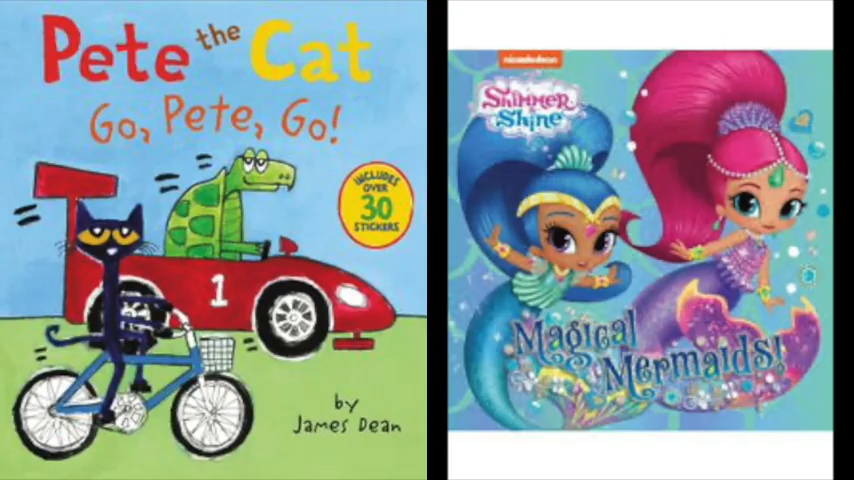 Pete the Cat
Go, Pete, Go!
INCLUDES
OVER
30
STICKERS
1
by
James Dean
nickelodeon
Shimmer
and
Shine
Magical
Mermaids!